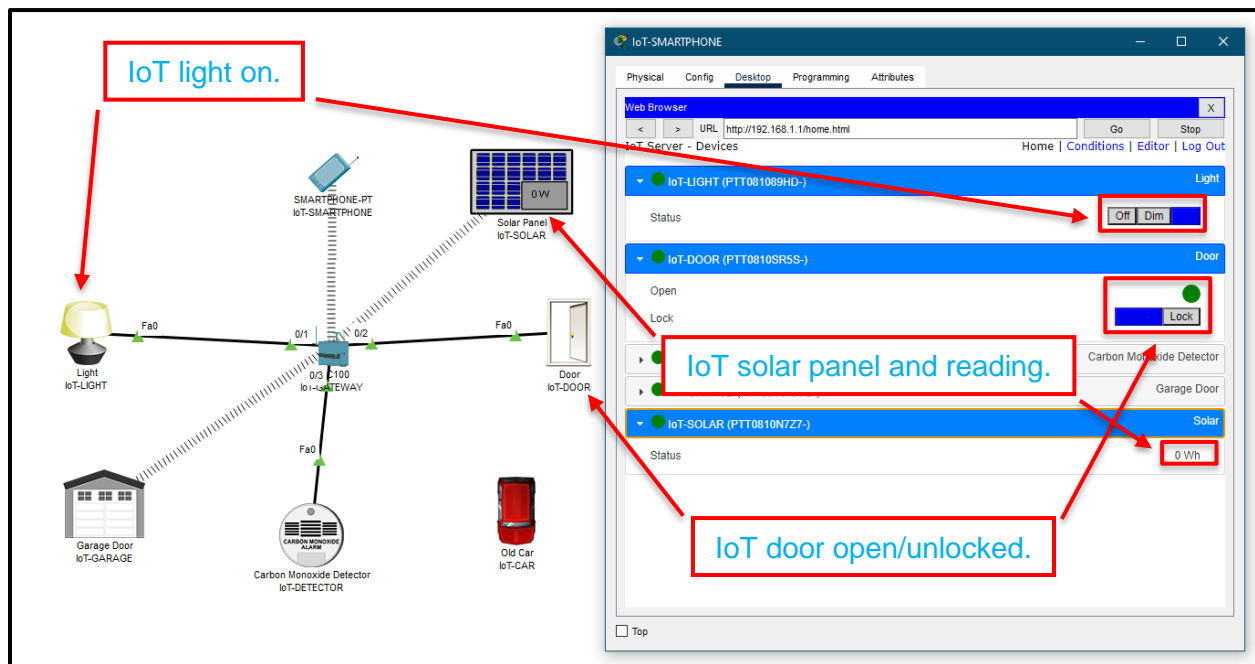 IoT light on.
SMARTPHONE-PT
IoT-SMARTPHONE
0 W
Solar Panel
IoT-SOLAR
Fa0
0/1
0/2
Fa0
Light
IoT-LIGHT
0/3
C100
IoT-GATEWAY
Door
IoT-DOOR
Fa0
Garage Door
IoT-GARAGE
CARBON MONOXIDE
ALARM
Carbon Monoxide Detector
IoT-DETECTOR
Old Car
IoT-CAR
IoT-SMARTPHONE
Physical Config Desktop Programming Attributes
Web Browser X
< > URL http://192.168.1.1/home.html Go Stop
IoT Server - Devices Home | Conditions | Editor | Log Out
IoT-LIGHT (PTT081089HD-) Light
Status Off Dim
IoT-DOOR (PTT0810SR5S-) Door
Open
Lock Lock
IoT solar panel and reading.
Carbon Monoxide Detector
Garage Door
IoT-SOLAR (PTT0810N7Z7-) Solar
Status 0 Wh
IoT door open/unlocked.
Top